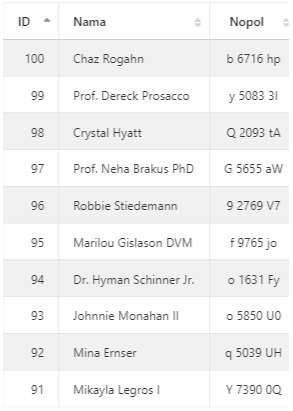 ID Nama Nopol
100 Chaz Rogahn b 6716 hp
99 Prof. Dereck Prosacco y 5083 3l
98 Crystal Hyatt Q 2093 tA
97 Prof. Neha Brakus PhD G 5655 aW
96 Robbie Stiedemann 9 2769 V7
95 Marilou Gislason DVM f 9765 jo
94 Dr. Hyman Schinner Jr. o 1631 Fy
93 Johnnie Monahan II o 5850 U0
92 Mina Ernser q 5039 UH
91 Mikayla Legros I Y 7390 0Q